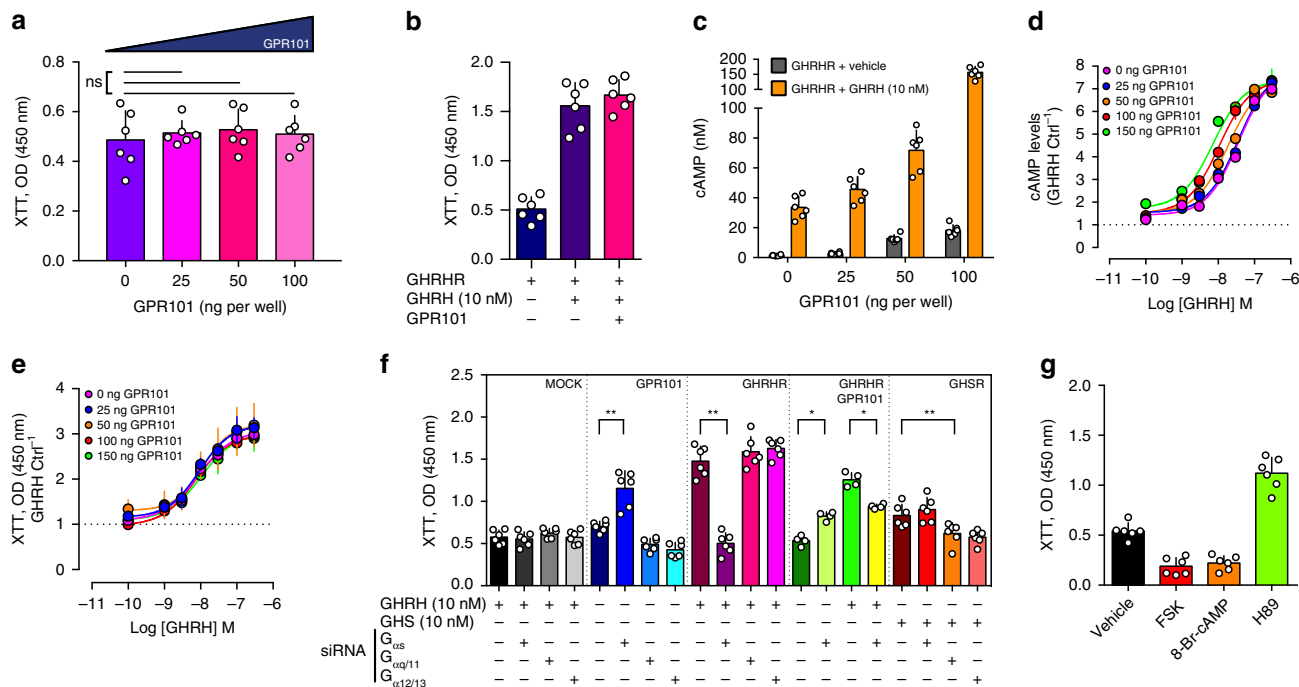 a
GPR101
ns
XTT, OD (450 nm)
0.8
0.6
0.4
0.2
0.0
0 25 50 100
GPR101 (ng per well)
b
XTT, OD (450 nm)
2.0
1.5
1.0
0.5
0.0
GHRHR + + +
GHRH (10 nM) – + +
GPR101 – – +
c
GHRHR + vehicle
GHRHR + GHRH (10 nM)
cAMP (nM)
200
150
100
100
80
60
40
20
0
0 25 50 100
GPR101 (ng per well)
d
0 ng GPR101
25 ng GPR101
50 ng GPR101
100 ng GPR101
150 ng GPR101
cAMP levels
(GHRH Ctrl⁻¹)
8
7
6
5
4
3
2
1
0
–11 –10 –9 –8 –7 –6
Log [GHRH] M
e
0 ng GPR101
25 ng GPR101
50 ng GPR101
100 ng GPR101
150 ng GPR101
XTT, OD (450 nm)
GHRH Ctrl⁻¹
4
3
2
1
0
–11 –10 –9 –8 –7 –6
Log [GHRH] M
f
MOCK GPR101 GHRHR GHRHR GHSR
GPR101
** ** * * **
XTT, OD (450 nm)
2.5
2.0
1.5
1.0
0.5
0.0
GHRH (10 nM) + + + + – – – – + + + + – – + + – – – –
GHS (10 nM) – – – – – – – – – – – – – – – – + + + +
siRNA
Gαs – + – – – + – – – + – – – + – + – + – –
Gαq/11 – – + – – – + – – – + – – – – – – – + –
Gα12/13 – – – + – – – + – – – + – – – – – – – +
g
XTT, OD (450 nm)
2.0
1.5
1.0
0.5
0.0
Vehicle
FSK
8-Br-cAMP
H89